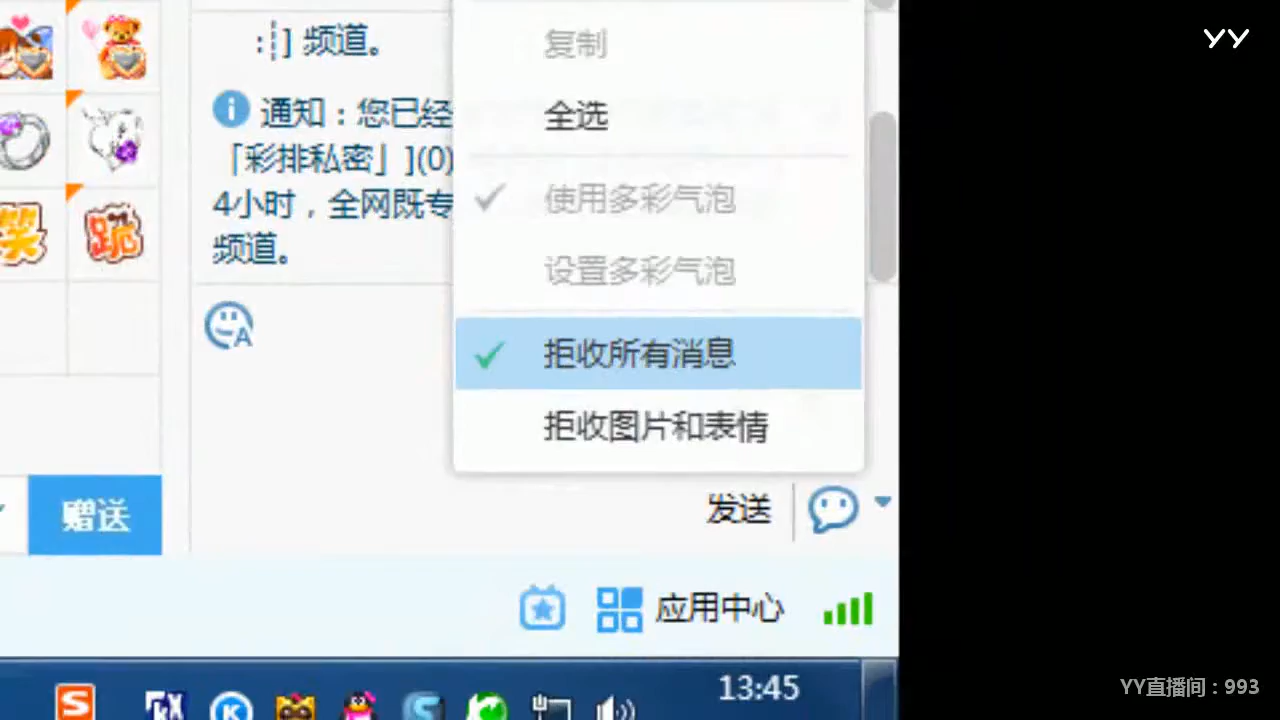 YY
:¦] 频道。
复制
通知：您已经
全选
「彩排私密」](0)
使用多彩气泡
4小时，全网既专
频道。
设置多彩气泡
笑
跪
拒收所有消息
拒收图片和表情
赠送
发送
应用中心
13:45
YY直播间：993